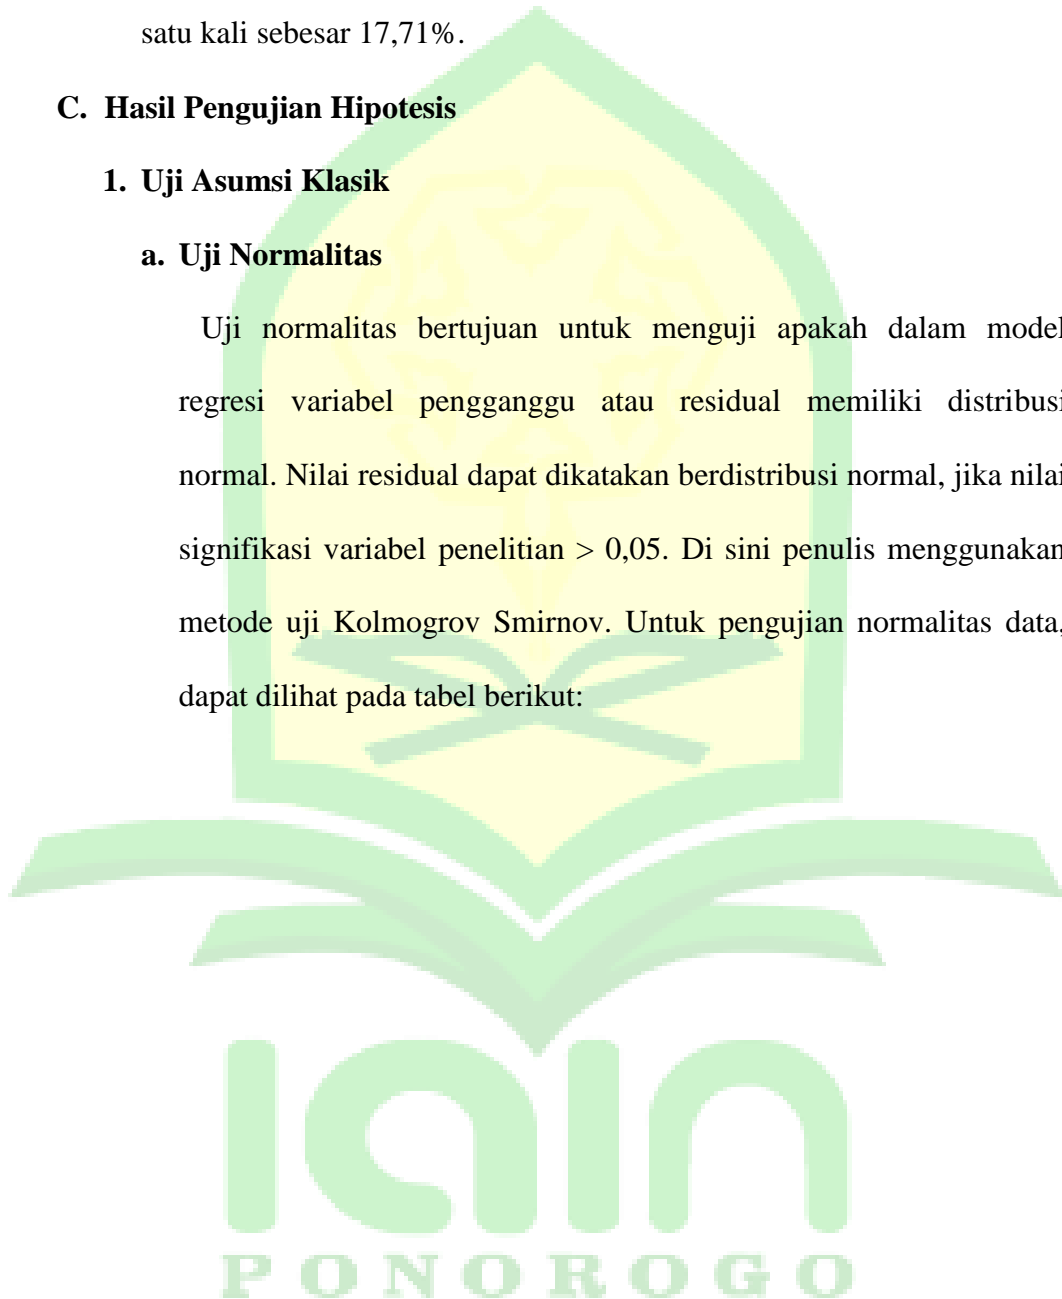 satu kali sebesar 17,71%.
C. Hasil Pengujian Hipotesis
1. Uji Asumsi Klasik
a. Uji Normalitas
Uji normalitas bertujuan untuk menguji apakah dalam model
regresi variabel pengganggu atau residual memiliki distribusi
normal. Nilai residual dapat dikatakan berdistribusi normal, jika nilai
signifikasi variabel penelitian > 0,05. Di sini penulis menggunakan
metode uji Kolmogrov Smirnov. Untuk pengujian normalitas data,
dapat dilihat pada tabel berikut:
iain
PONOROGO